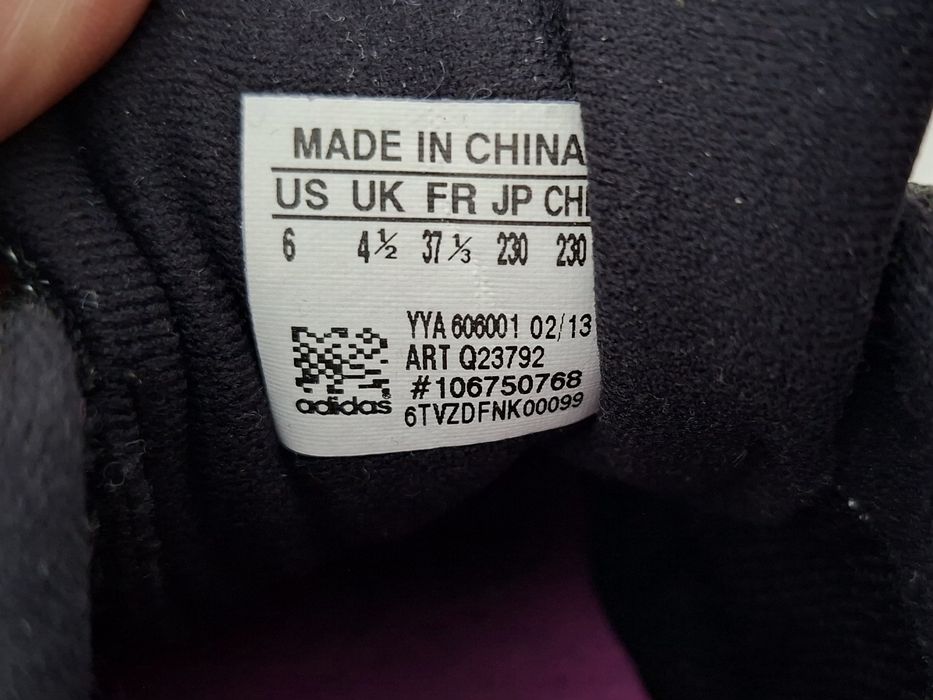 MADE IN CHINA
US UK FR JP CH
6 4½ 37⅓ 230 230
YYA 606001 02/13
ART Q23792
#106750768
adidas 6TVZDFNK00099